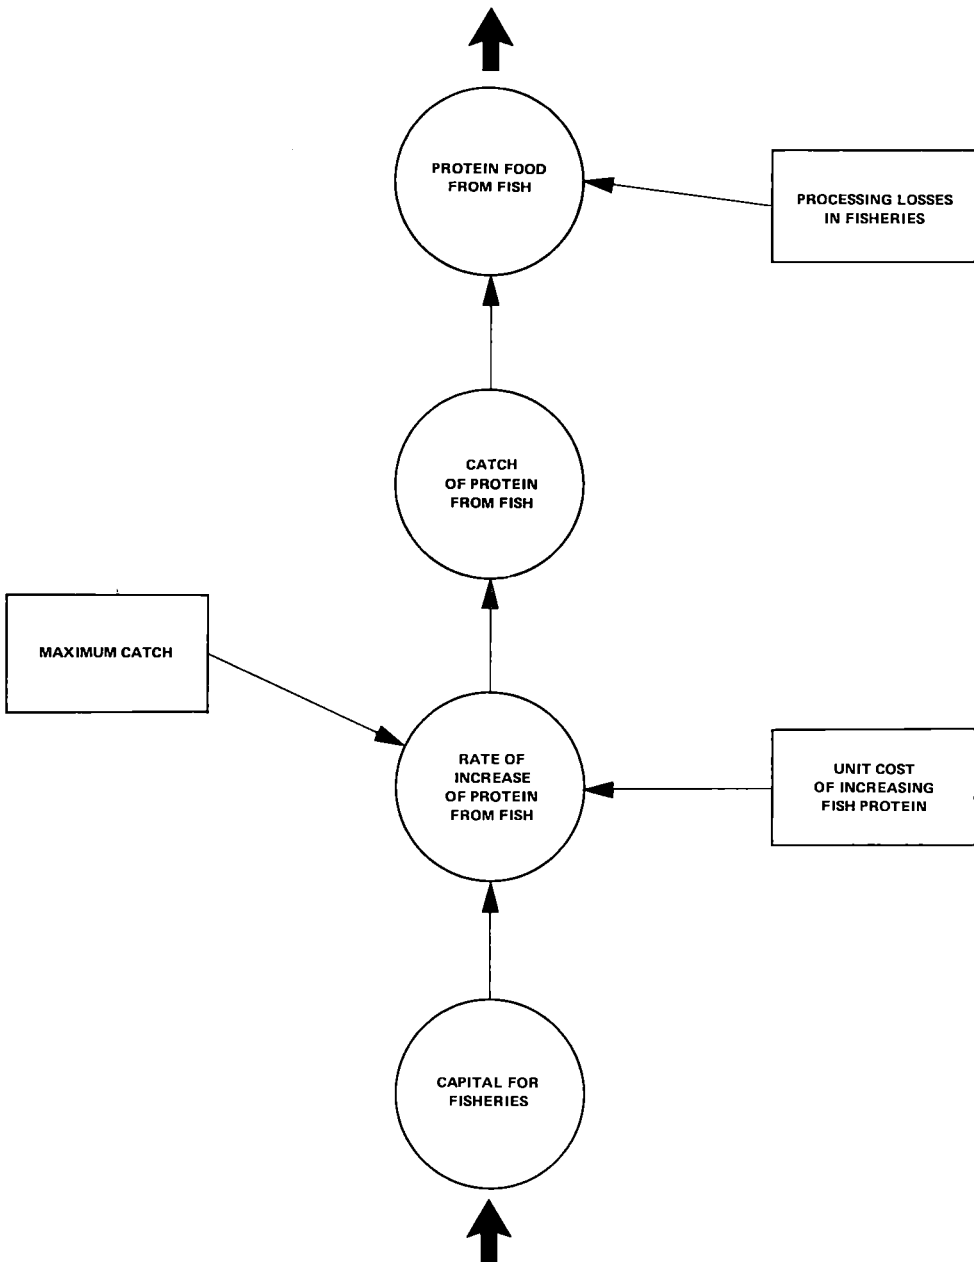 PROTEIN FOOD
FROM FISH
PROCESSING LOSSES
IN FISHERIES
CATCH
OF PROTEIN
FROM FISH
MAXIMUM CATCH
RATE OF
INCREASE
OF PROTEIN
FROM FISH
UNIT COST
OF INCREASING
FISH PROTEIN
CAPITAL FOR
FISHERIES